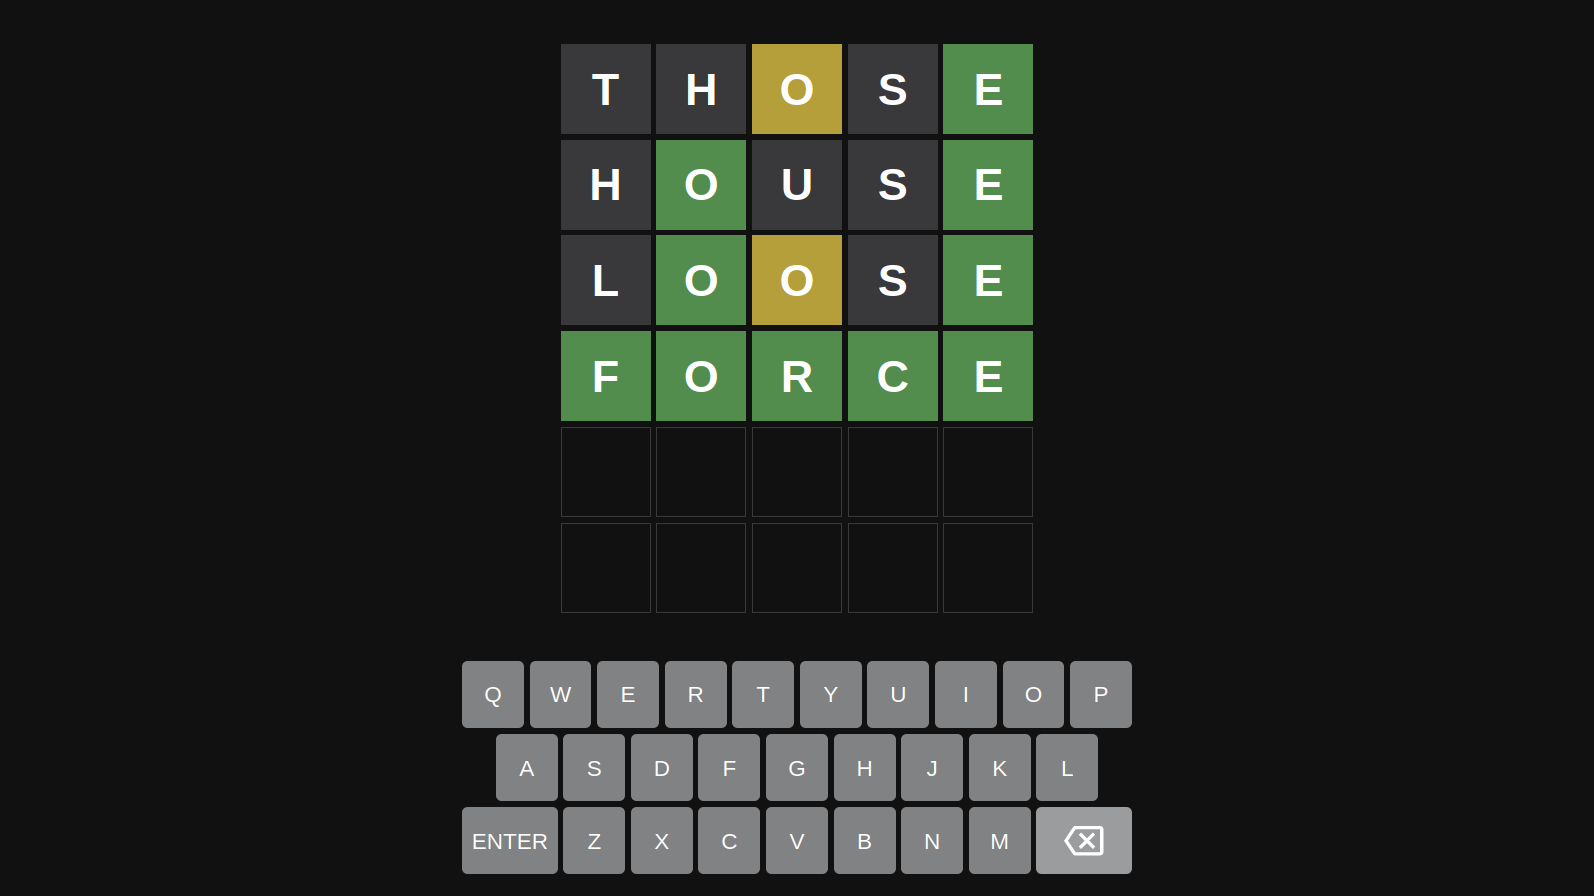 T H O S E
H O U S E
L O O S E
F O R C E
Q W E R T Y U I O P
A S D F G H J K L
ENTER Z X C V B N M